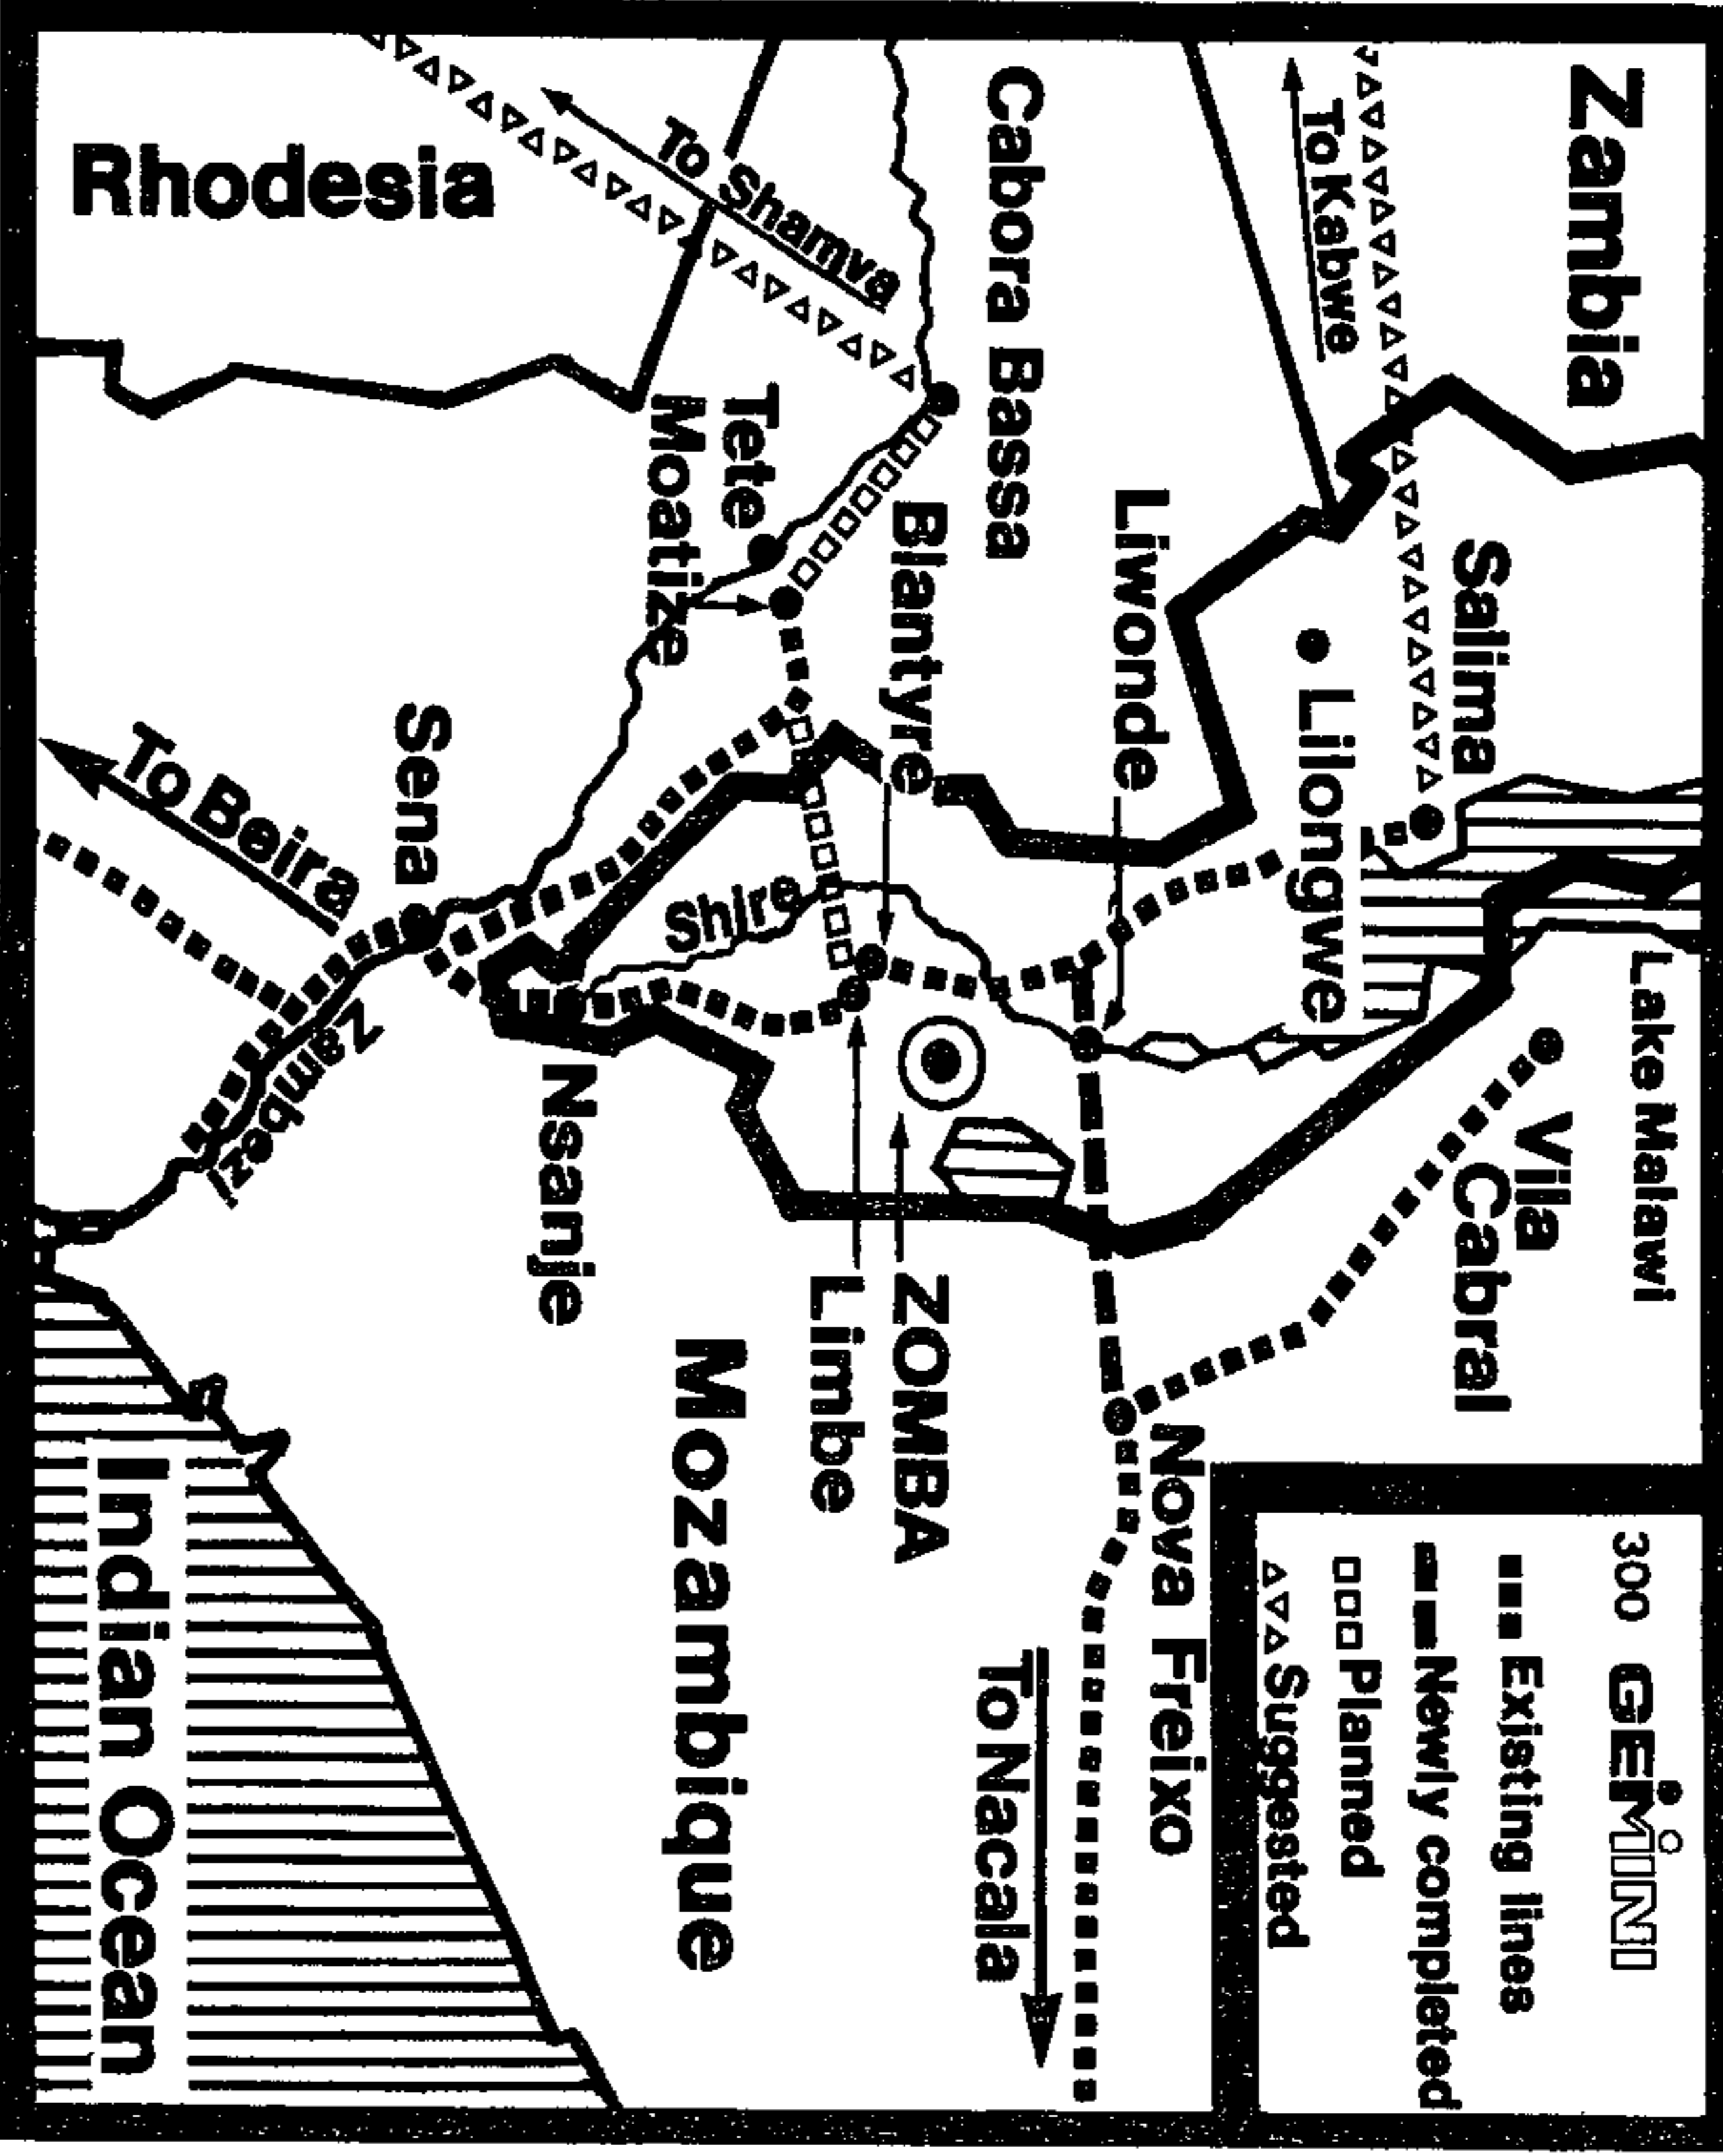 Zambia
To Kabwe
Salima
Lilongwe
Lake Malawi
Vila
Cabral
Liwonde
Cabora Bassa
Blantyre
Nova Freixo
To Nacala
ZOMBA
Limbe
To Shamva
Tete
Moatize
Shire
Mozambique
Rhodesia
Sena
Nsanje
To Beira
Zambezi
Indian Ocean
300 GEMINI
Existing lines
Newly completed
Planned
Suggested